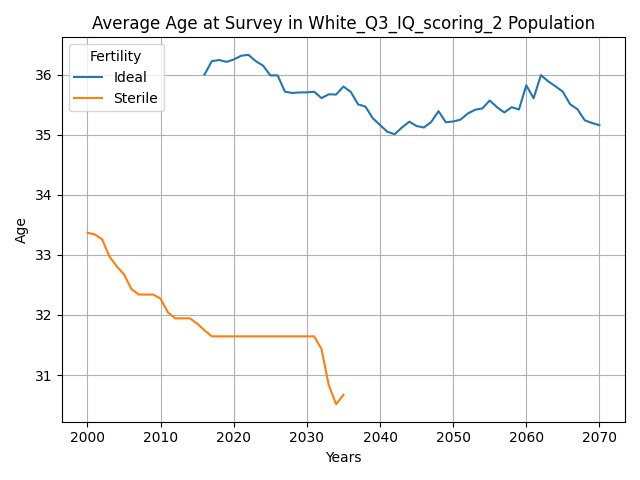 Average Age at Survey in White_Q3_IQ_scoring_2 Population
Fertility
Ideal
Sterile
Age
36
35
34
33
32
31
2000 2010 2020 2030 2040 2050 2060 2070
Years